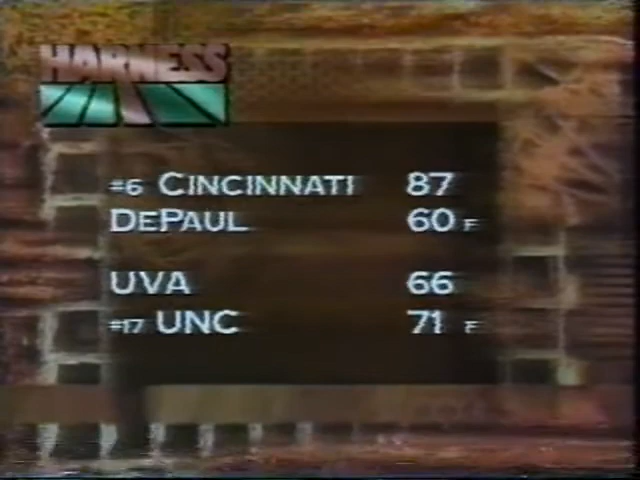 HARNESS
#6 CINCINNATI 87
DEPAUL 60 F
UVA 66
#17 UNC 71 F